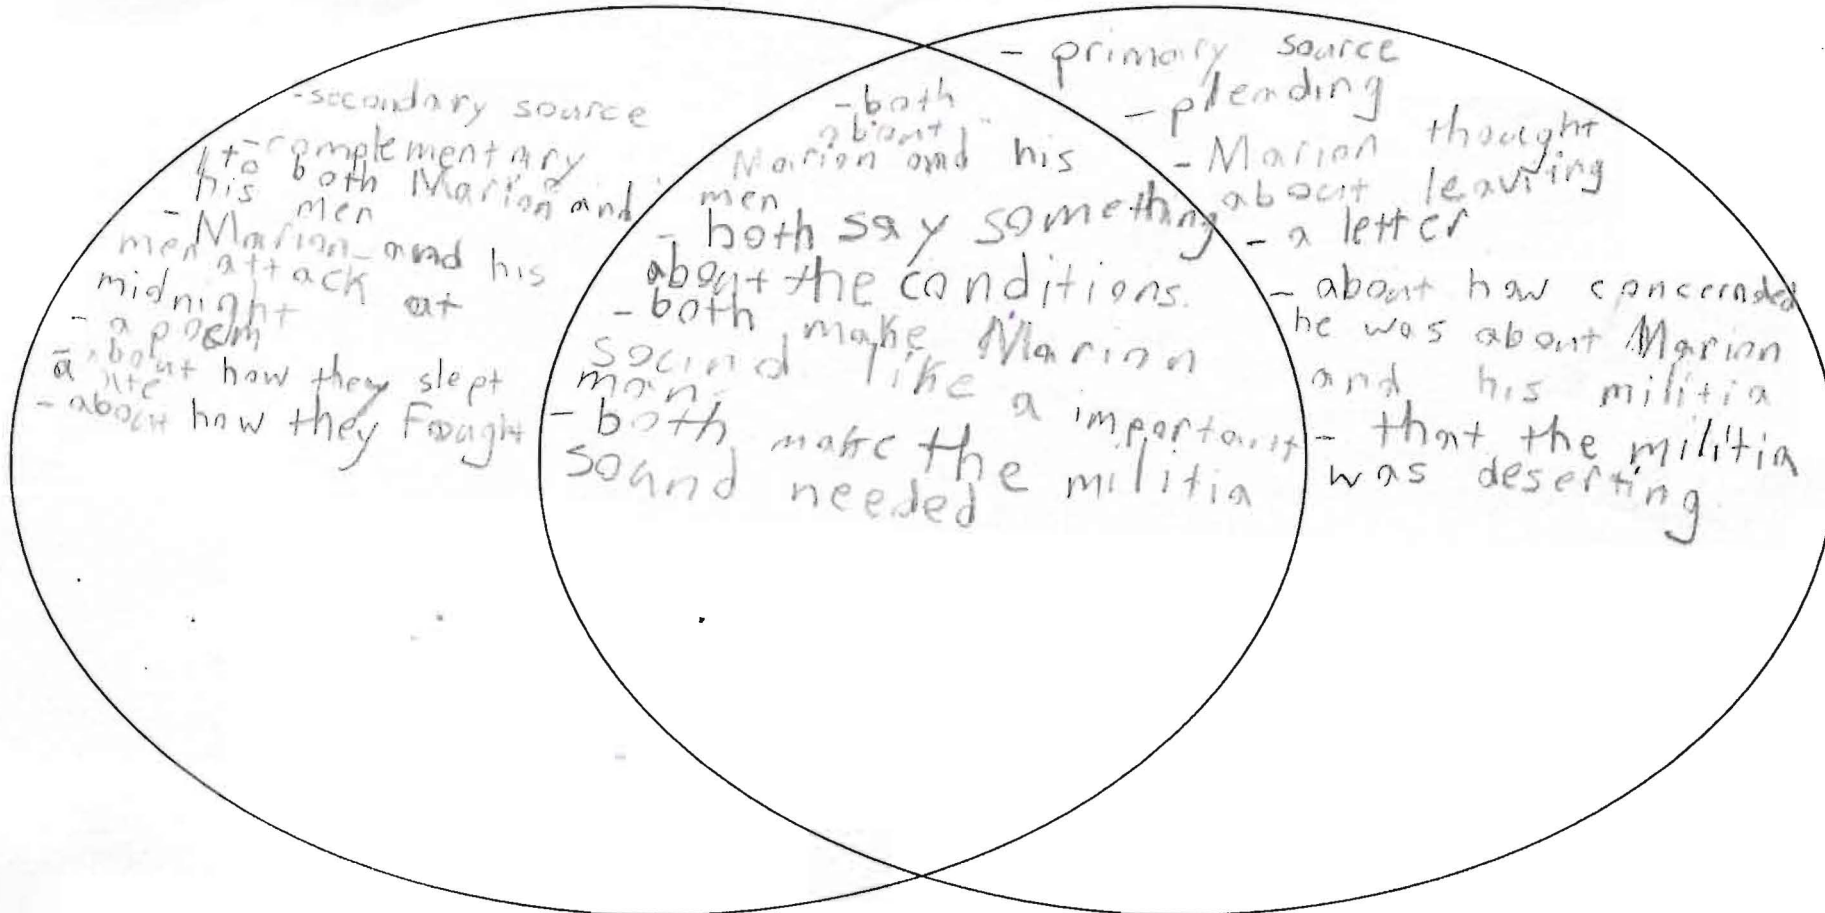 -secondary source
- complementary
to both Marion and
his men
- Marion and his
men attack at
midnight
- a poem
- about how they slept
ate
- about how they Fought
- both
about
Marion and his
men
- both say something
about the conditions.
- both make Marion
sound like a important
man.
- both make the militia
sound needed
- primary source
- pleading
- Marion thought
about leaving
- a letter
- about how concernded
he was about Marion
and his militia
- that the militia
was deserting